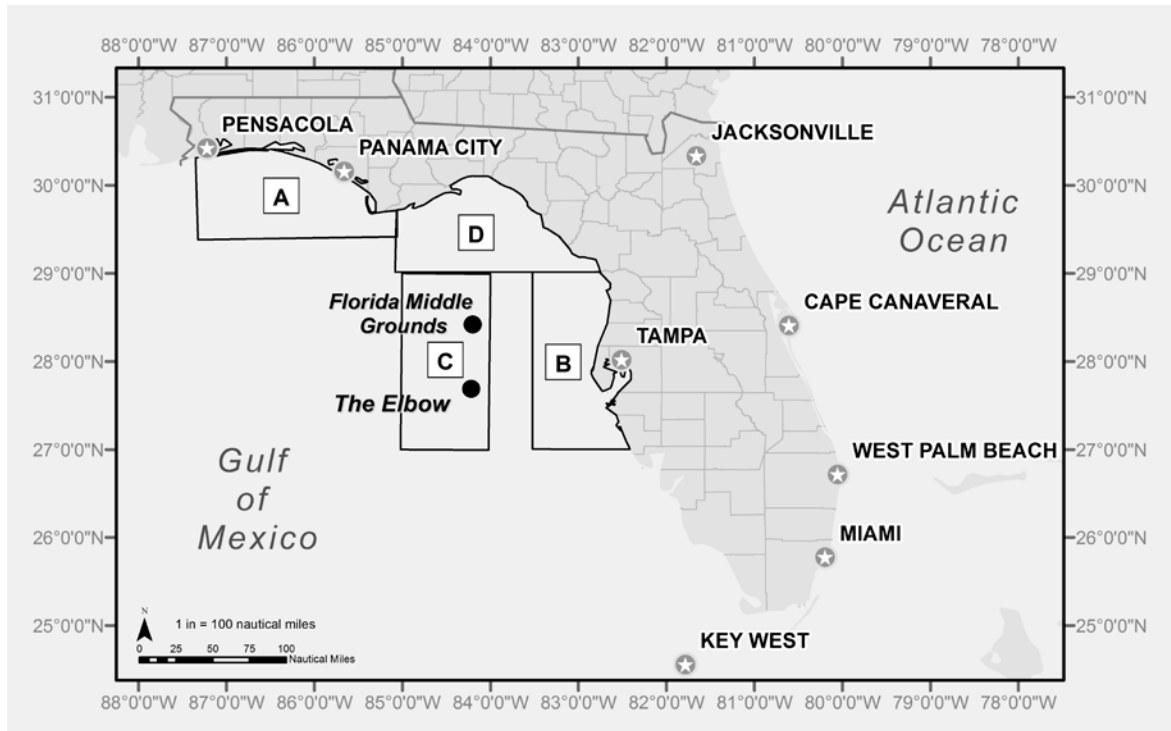 88°0'0"W 87°0'0"W 86°0'0"W 85°0'0"W 84°0'0"W 83°0'0"W 82°0'0"W 81°0'0"W 80°0'0"W 79°0'0"W 78°0'0"W
31°0'0"N 31°0'0"N
PENSACOLA
JACKSONVILLE
PANAMA CITY
30°0'0"N 30°0'0"N
A
Atlantic
Ocean
D
29°0'0"N 29°0'0"N
Florida Middle
Grounds
CAPE CANAVERAL
TAMPA
28°0'0"N 28°0'0"N
C
B
The Elbow
27°0'0"N 27°0'0"N
WEST PALM BEACH
Gulf
of
Mexico
26°0'0"N 26°0'0"N
MIAMI
N
1 in = 100 nautical miles
25°0'0"N 25°0'0"N
KEY WEST
0 25 50 75 100
Nautical Miles
88°0'0"W 87°0'0"W 86°0'0"W 85°0'0"W 84°0'0"W 83°0'0"W 82°0'0"W 81°0'0"W 80°0'0"W 79°0'0"W 78°0'0"W